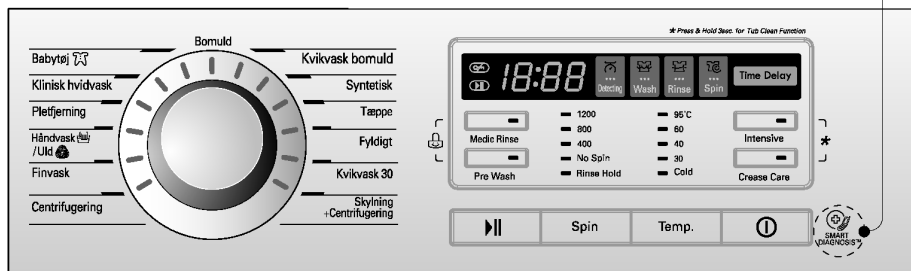 Bomuld
Babytøj
Klinisk hvidvask
Pletfjerning
Håndvask
/Uld
Finvask
Centrifugering
Kvikvask bomuld
Syntetisk
Tæppe
Fyldigt
Kvikvask 30
Skylning
+Centrifugering
* Press & Hold 3sec. for Tub Clean Function
18:88
Detecting
Wash
Rinse
Spin
Time Delay
Medic Rinse
Pre Wash
1200
800
400
No Spin
Rinse Hold
95°C
60
40
30
Cold
Intensive
Crease Care
*
Spin
Temp.
SMART
DIAGNOSIS™